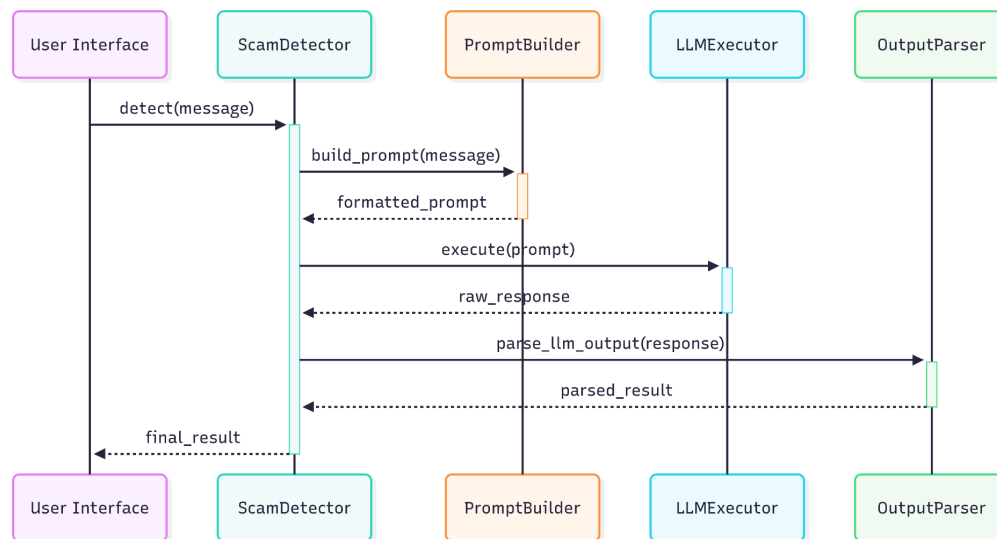 User Interface
ScamDetector
PromptBuilder
LLMExecutor
OutputParser
detect(message)
build_prompt(message)
formatted_prompt
execute(prompt)
raw_response
parse_llm_output(response)
parsed_result
final_result
User Interface
ScamDetector
PromptBuilder
LLMExecutor
OutputParser